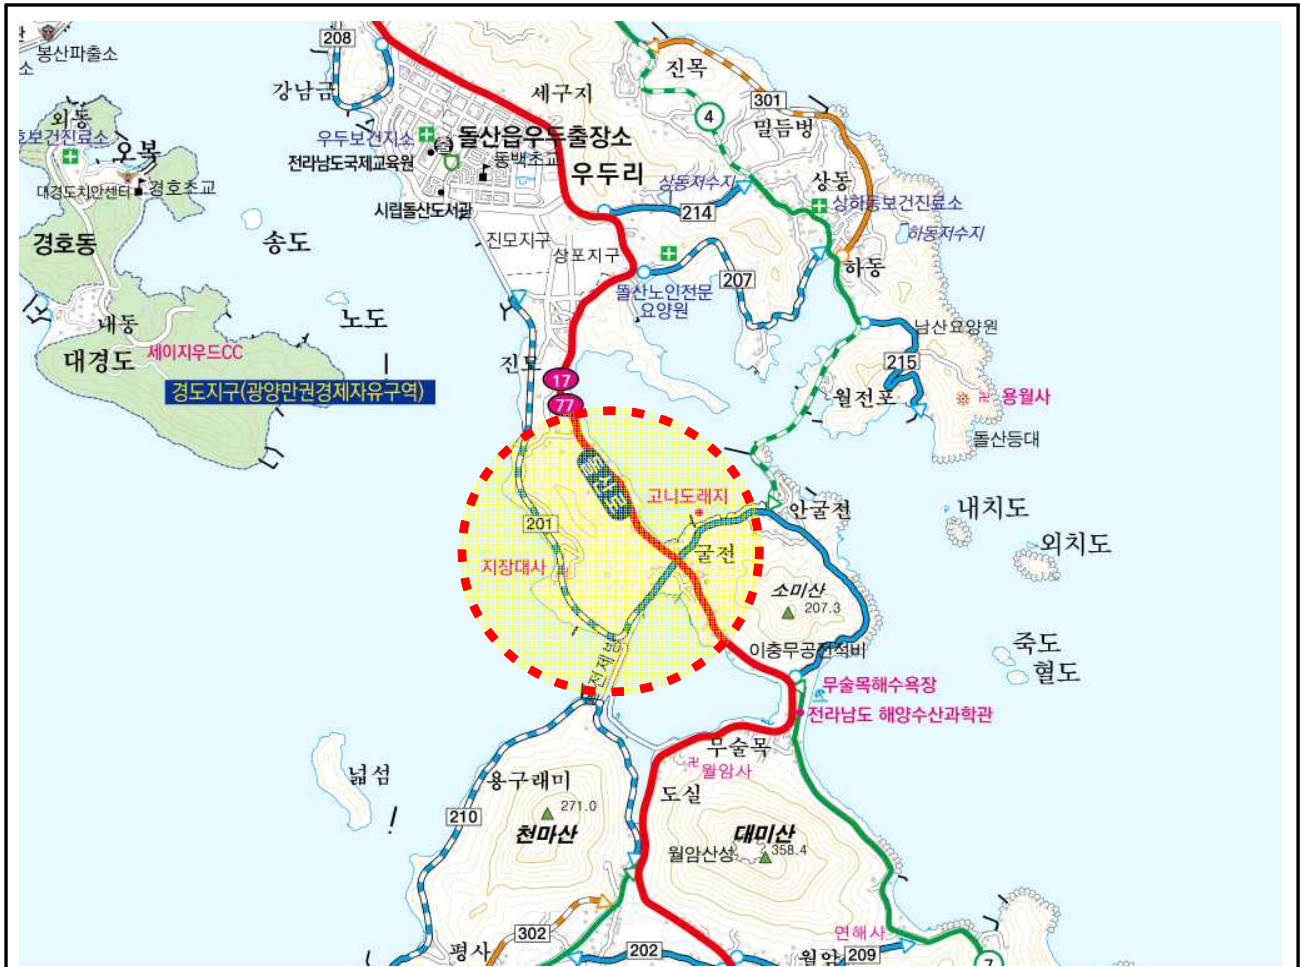 208
봉산파출소
소
강남금
세구지
진목
301
4
밀듬벙
외동
호보건진료소
오복
대경도치안센터
경호초교
우두보건지소
돌산읍우두출장소
전라남도국제교육원
동백초교
우두리
시립돌산도서관
상동저수지
상동
상하동보건진료소
214
하동저수지
경호동
송도
진모지구
상포지구
하동
207
돌산노인전문
요양원
노도
내동
대경도
세이지우드CC
남산요양원
215
경도지구(광양만권경제자유구역)
진도
17
77
월전포
용월사
돌산등대
돌산도
고니도래지
안굴전
내치도
외치도
201
굴전
지장대사
소미산
207.3
죽도
혈도
이충무공전적비
무술목해수욕장
전라남도 해양수산과학관
무술목
월암사
넓섬
용구래미
도실
210
271.0
천마산
대미산
월암산성
358.4
연해사
302
평사
202
월암
209
7